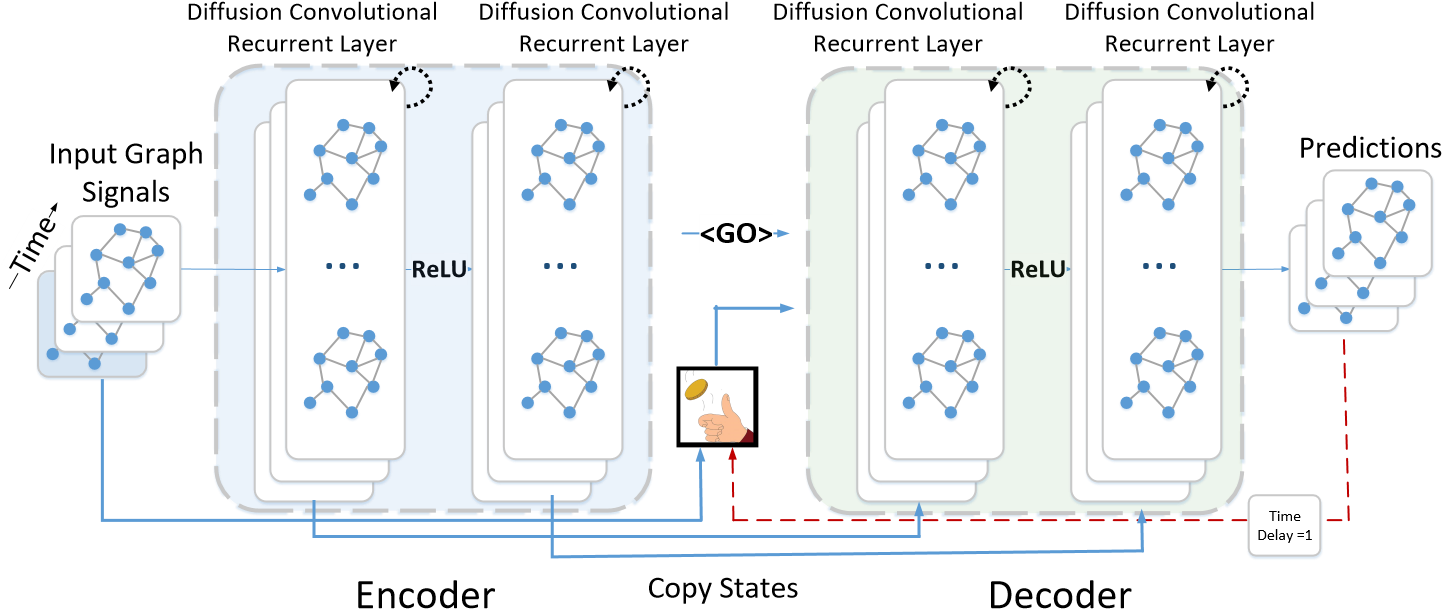 Diffusion Convolutional
Recurrent Layer
Diffusion Convolutional
Recurrent Layer
Diffusion Convolutional
Recurrent Layer
Diffusion Convolutional
Recurrent Layer
Input Graph
Signals
Time
ReLU
<GO>
ReLU
Predictions
Time
Delay =1
Encoder
Copy States
Decoder